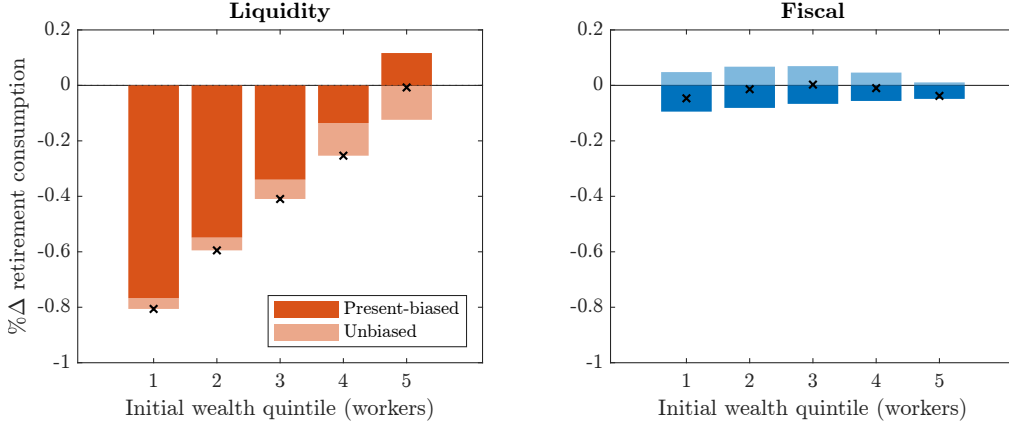 Liquidity
%Δ retirement consumption
0.2
0
-0.2
-0.4
-0.6
-0.8
-1
Present-biased
Unbiased
1 2 3 4 5
Initial wealth quintile (workers)
Fiscal
0.2
0
-0.2
-0.4
-0.6
-0.8
-1
1 2 3 4 5
Initial wealth quintile (workers)